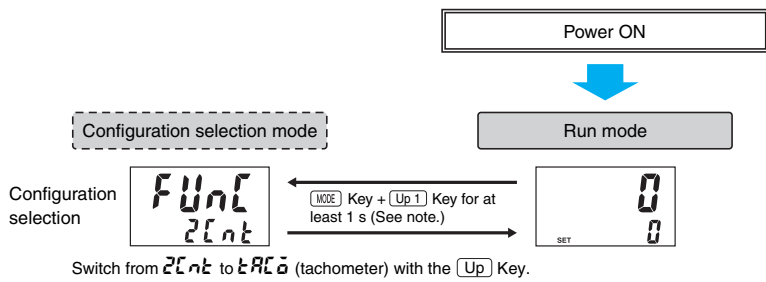 Power ON
Configuration selection mode
Run mode
Configuration
selection
FUnC
2Cnt
MODE Key + Up 1 Key for at
least 1 s (See note.)
0
SET 0
Switch from 2Cnt to tACo (tachometer) with the Up Key.